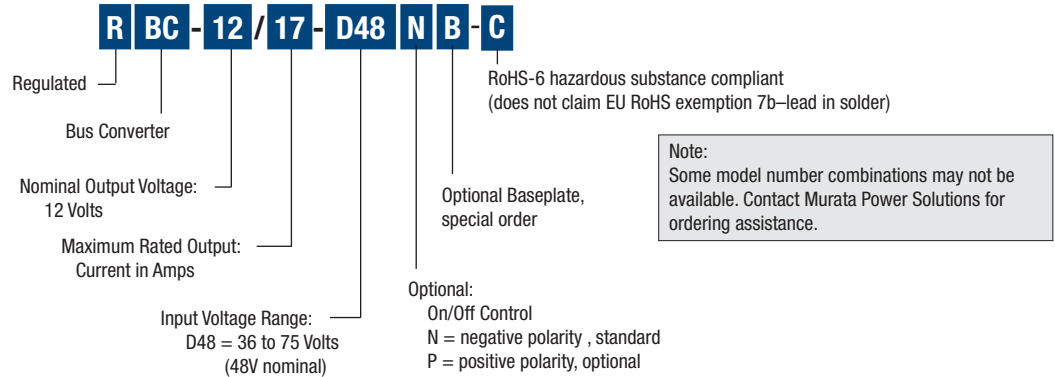 R BC - 12 / 17 - D48 N B - C
Regulated
Bus Converter
Nominal Output Voltage:
12 Volts
Maximum Rated Output:
Current in Amps
Input Voltage Range:
D48 = 36 to 75 Volts
(48V nominal)
Optional:
On/Off Control
N = negative polarity , standard
P = positive polarity, optional
Optional Baseplate,
special order
RoHS-6 hazardous substance compliant
(does not claim EU RoHS exemption 7b–lead in solder)
Note:
Some model number combinations may not be
available. Contact Murata Power Solutions for
ordering assistance.